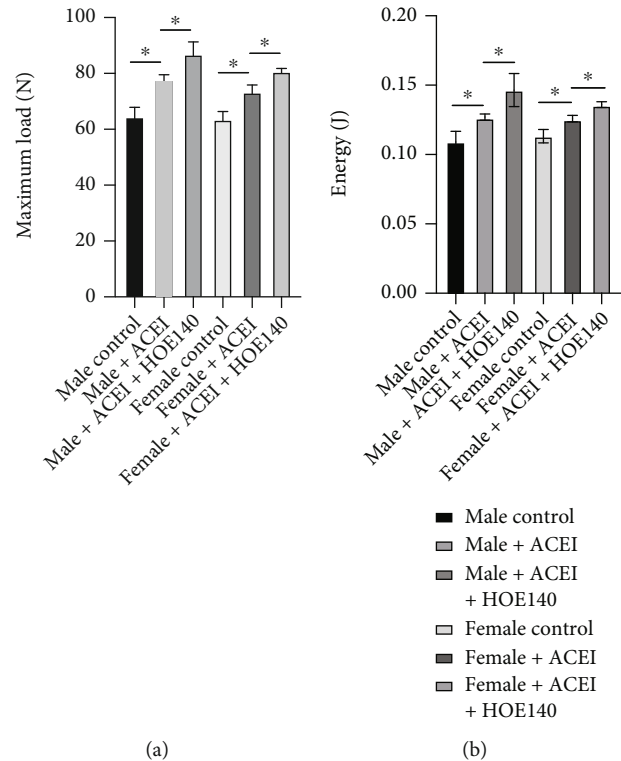 Maximum load (N)
100
80
60
40
20
0
*
*
*
*
Male control
Male + ACEI
Male + ACEI + HOE140
Female control
Female + ACEI
Female + ACEI + HOE140
(a)
Energy (J)
0.20
0.15
0.10
0.05
0.00
*
*
*
*
Male control
Male + ACEI
Male + ACEI + HOE140
Female control
Female + ACEI
Female + ACEI + HOE140
Male control
Male + ACEI
Male + ACEI
+ HOE140
Female control
Female + ACEI
Female + ACEI
+ HOE140
(b)